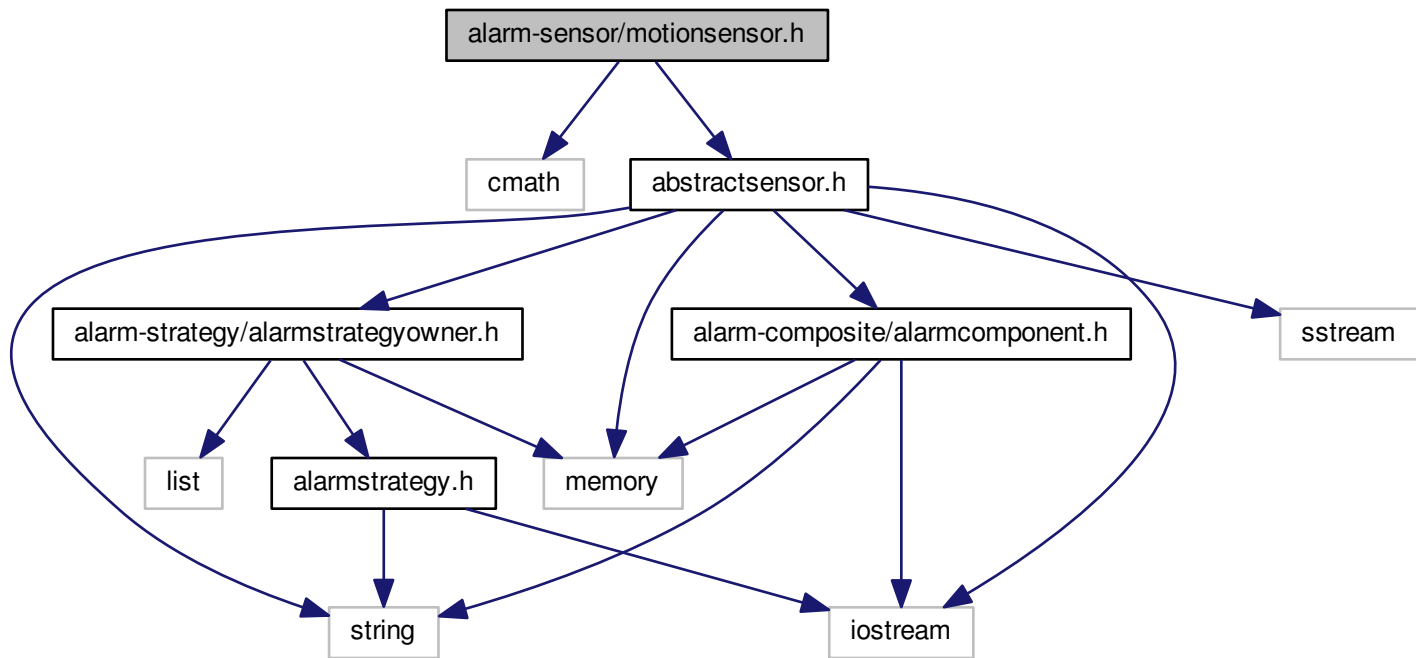 alarm-sensor/motionsensor.h
cmath
abstractsensor.h
alarm-strategy/alarmstrategyowner.h
alarm-composite/alarmcomponent.h
sstream
list
alarmstrategy.h
memory
string
iostream